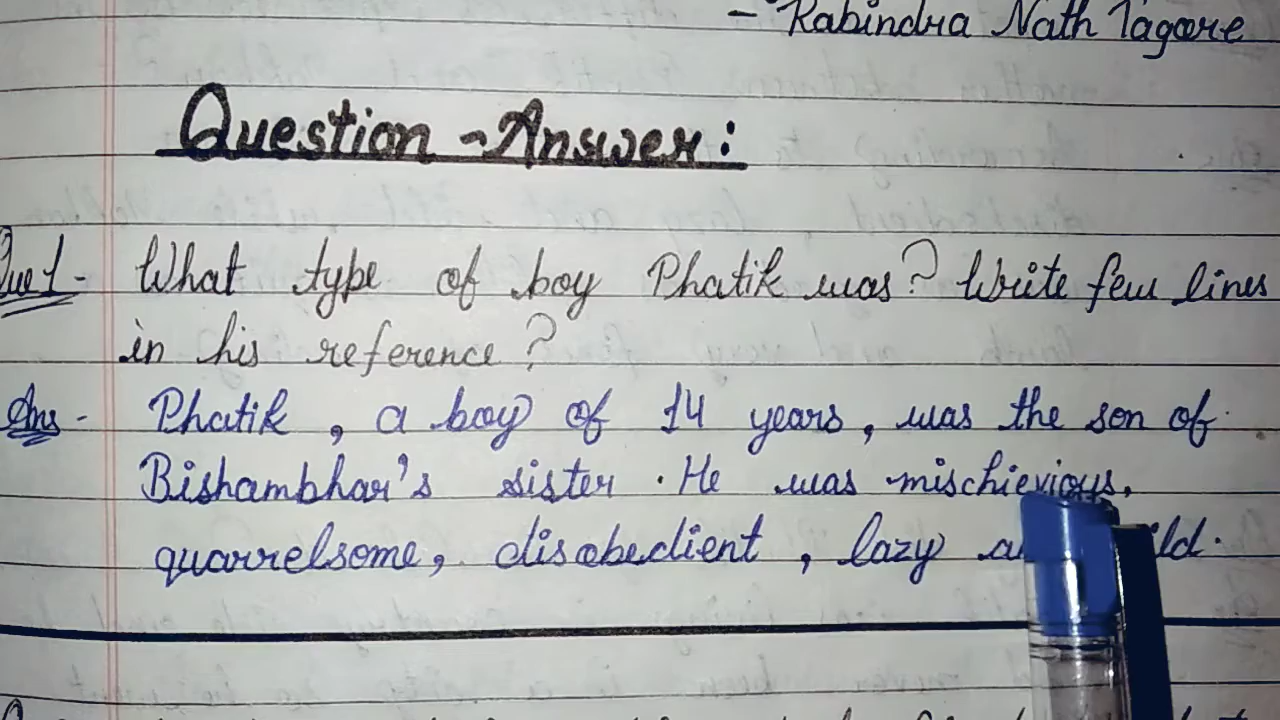 - Rabindra Nath Tagore
Question - Answer:
Que 1 - What type of boy Phatik was? Write few lines
in his reference?
Ans - Phatik, a boy of 14 years, was the son of
Bishambhar's sister. He was mischievious,
quarrelsome, disobedient, lazy